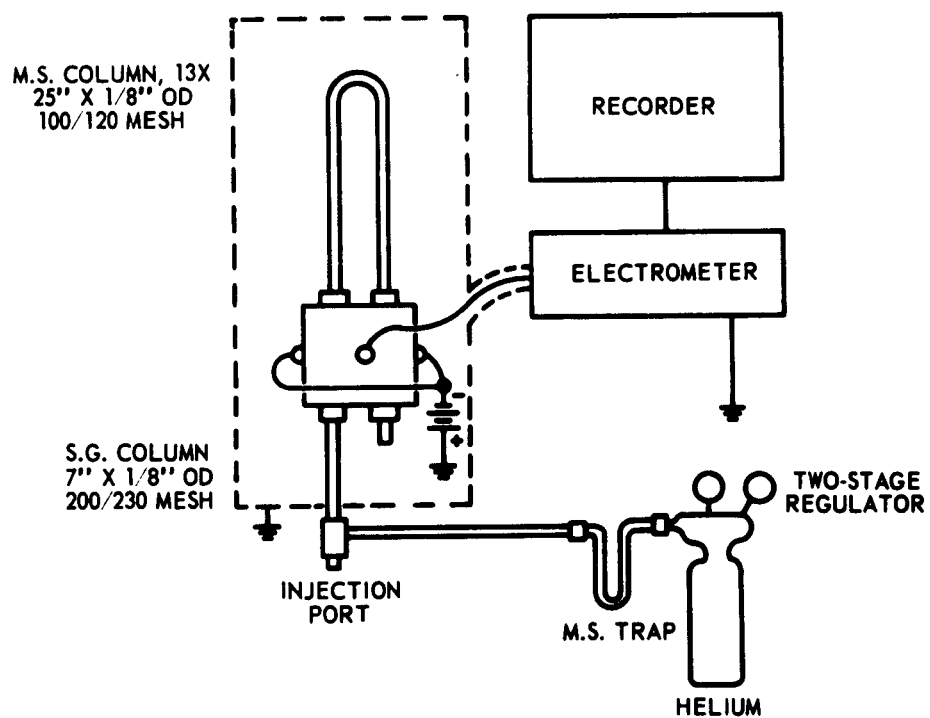 M.S. COLUMN, 13X
25" X 1/8" OD
100/120 MESH
RECORDER
ELECTROMETER
-
+
S.G. COLUMN
7" X 1/8" OD
200/230 MESH
TWO-STAGE
REGULATOR
INJECTION
PORT
M.S. TRAP
HELIUM